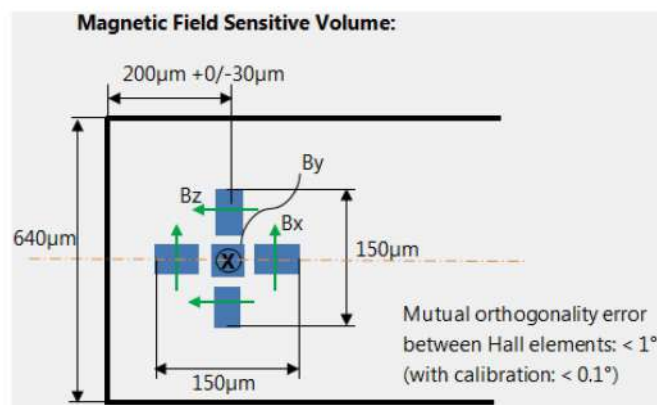 Magnetic Field Sensitive Volume:
200µm +0/-30µm
By
Bz
Bx
640µm
X
150µm
Mutual orthogonality error
between Hall elements: < 1°
(with calibration: < 0.1°)
150µm